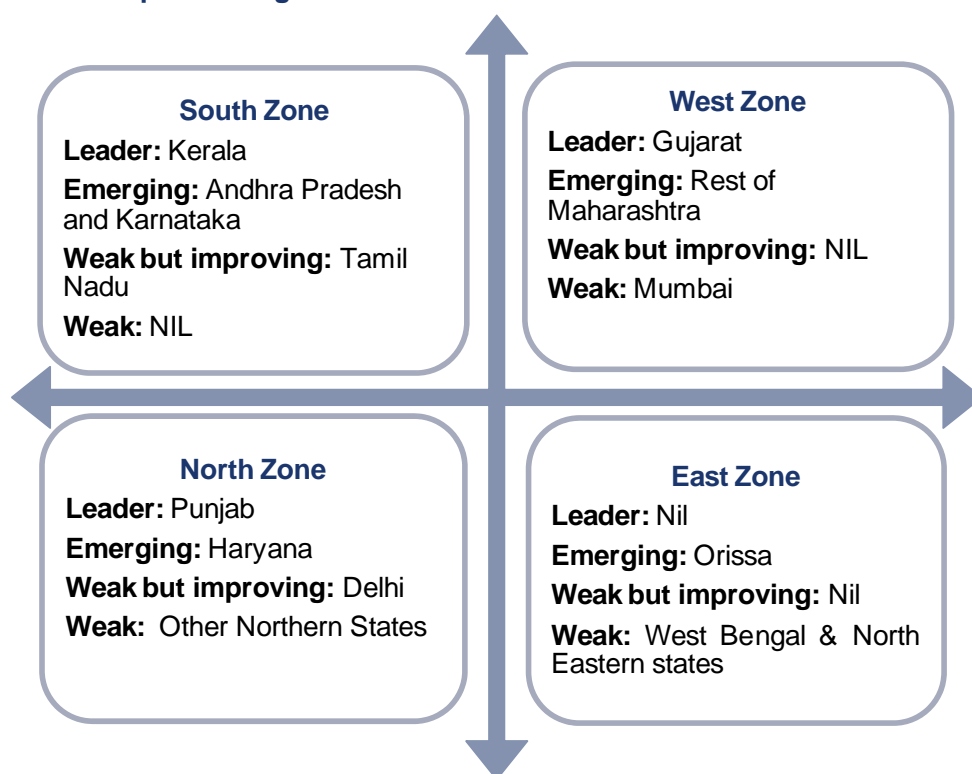 South Zone
Leader: Kerala
Emerging: Andhra Pradesh
and Karnataka
Weak but improving: Tamil
Nadu
Weak: NIL
West Zone
Leader: Gujarat
Emerging: Rest of
Maharashtra
Weak but improving: NIL
Weak: Mumbai
North Zone
Leader: Punjab
Emerging: Haryana
Weak but improving: Delhi
Weak: Other Northern States
East Zone
Leader: Nil
Emerging: Orissa
Weak but improving: Nil
Weak: West Bengal & North
Eastern states